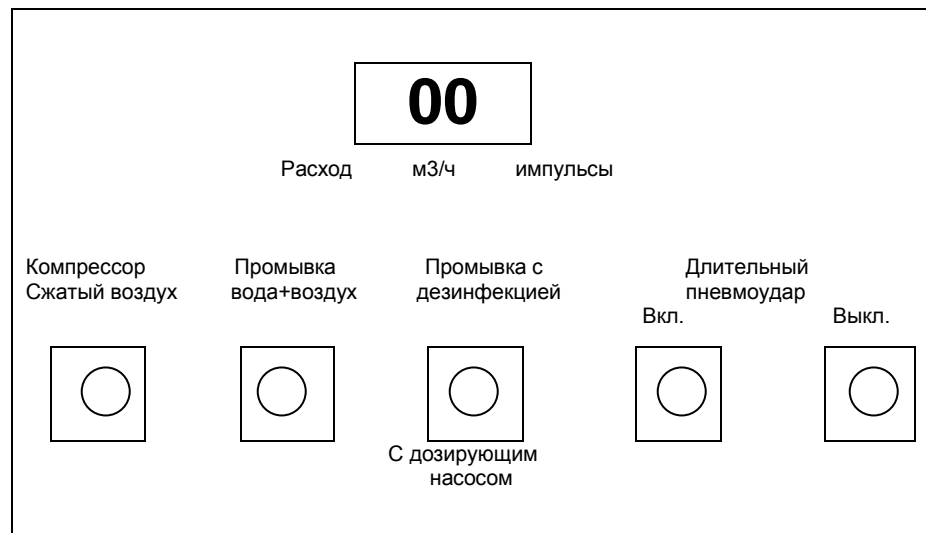 00
Расход м3/ч импульсы
Компрессор Промывка Промывка с Длительный
Сжатый воздух вода+воздух дезинфекцией пневмоудар
Вкл. Выкл.
С дозирующим
насосом